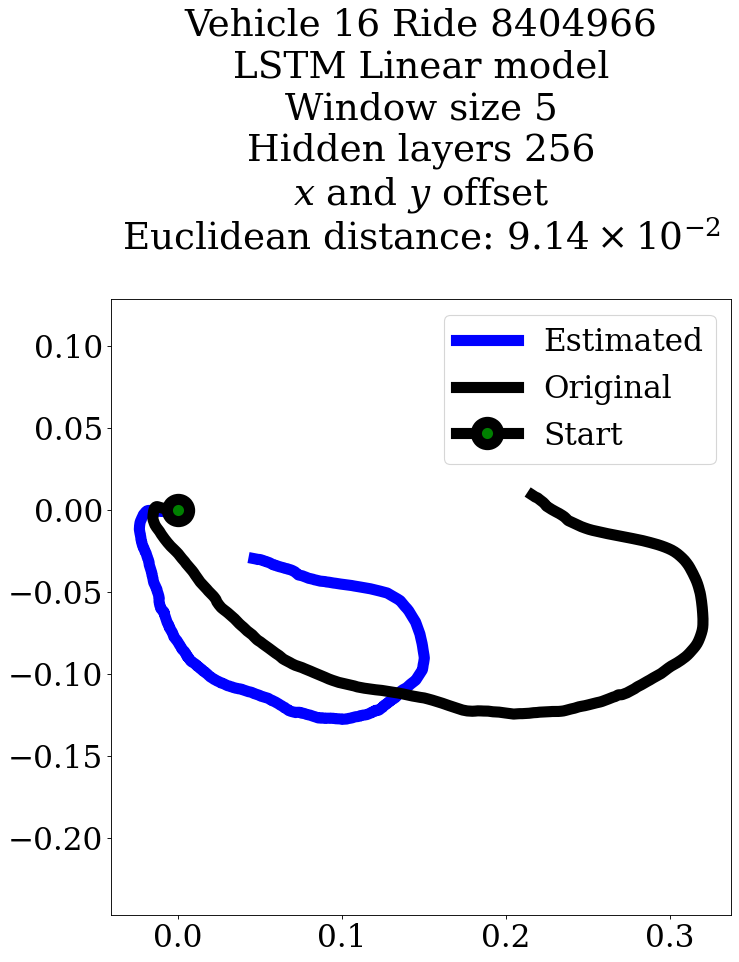 Vehicle 16 Ride 8404966
LSTM Linear model
Window size 5
Hidden layers 256
x and y offset
Euclidean distance: 9.14 × 10⁻²
Estimated
Original
Start
0.10
0.05
0.00
−0.05
−0.10
−0.15
−0.20
0.0 0.1 0.2 0.3